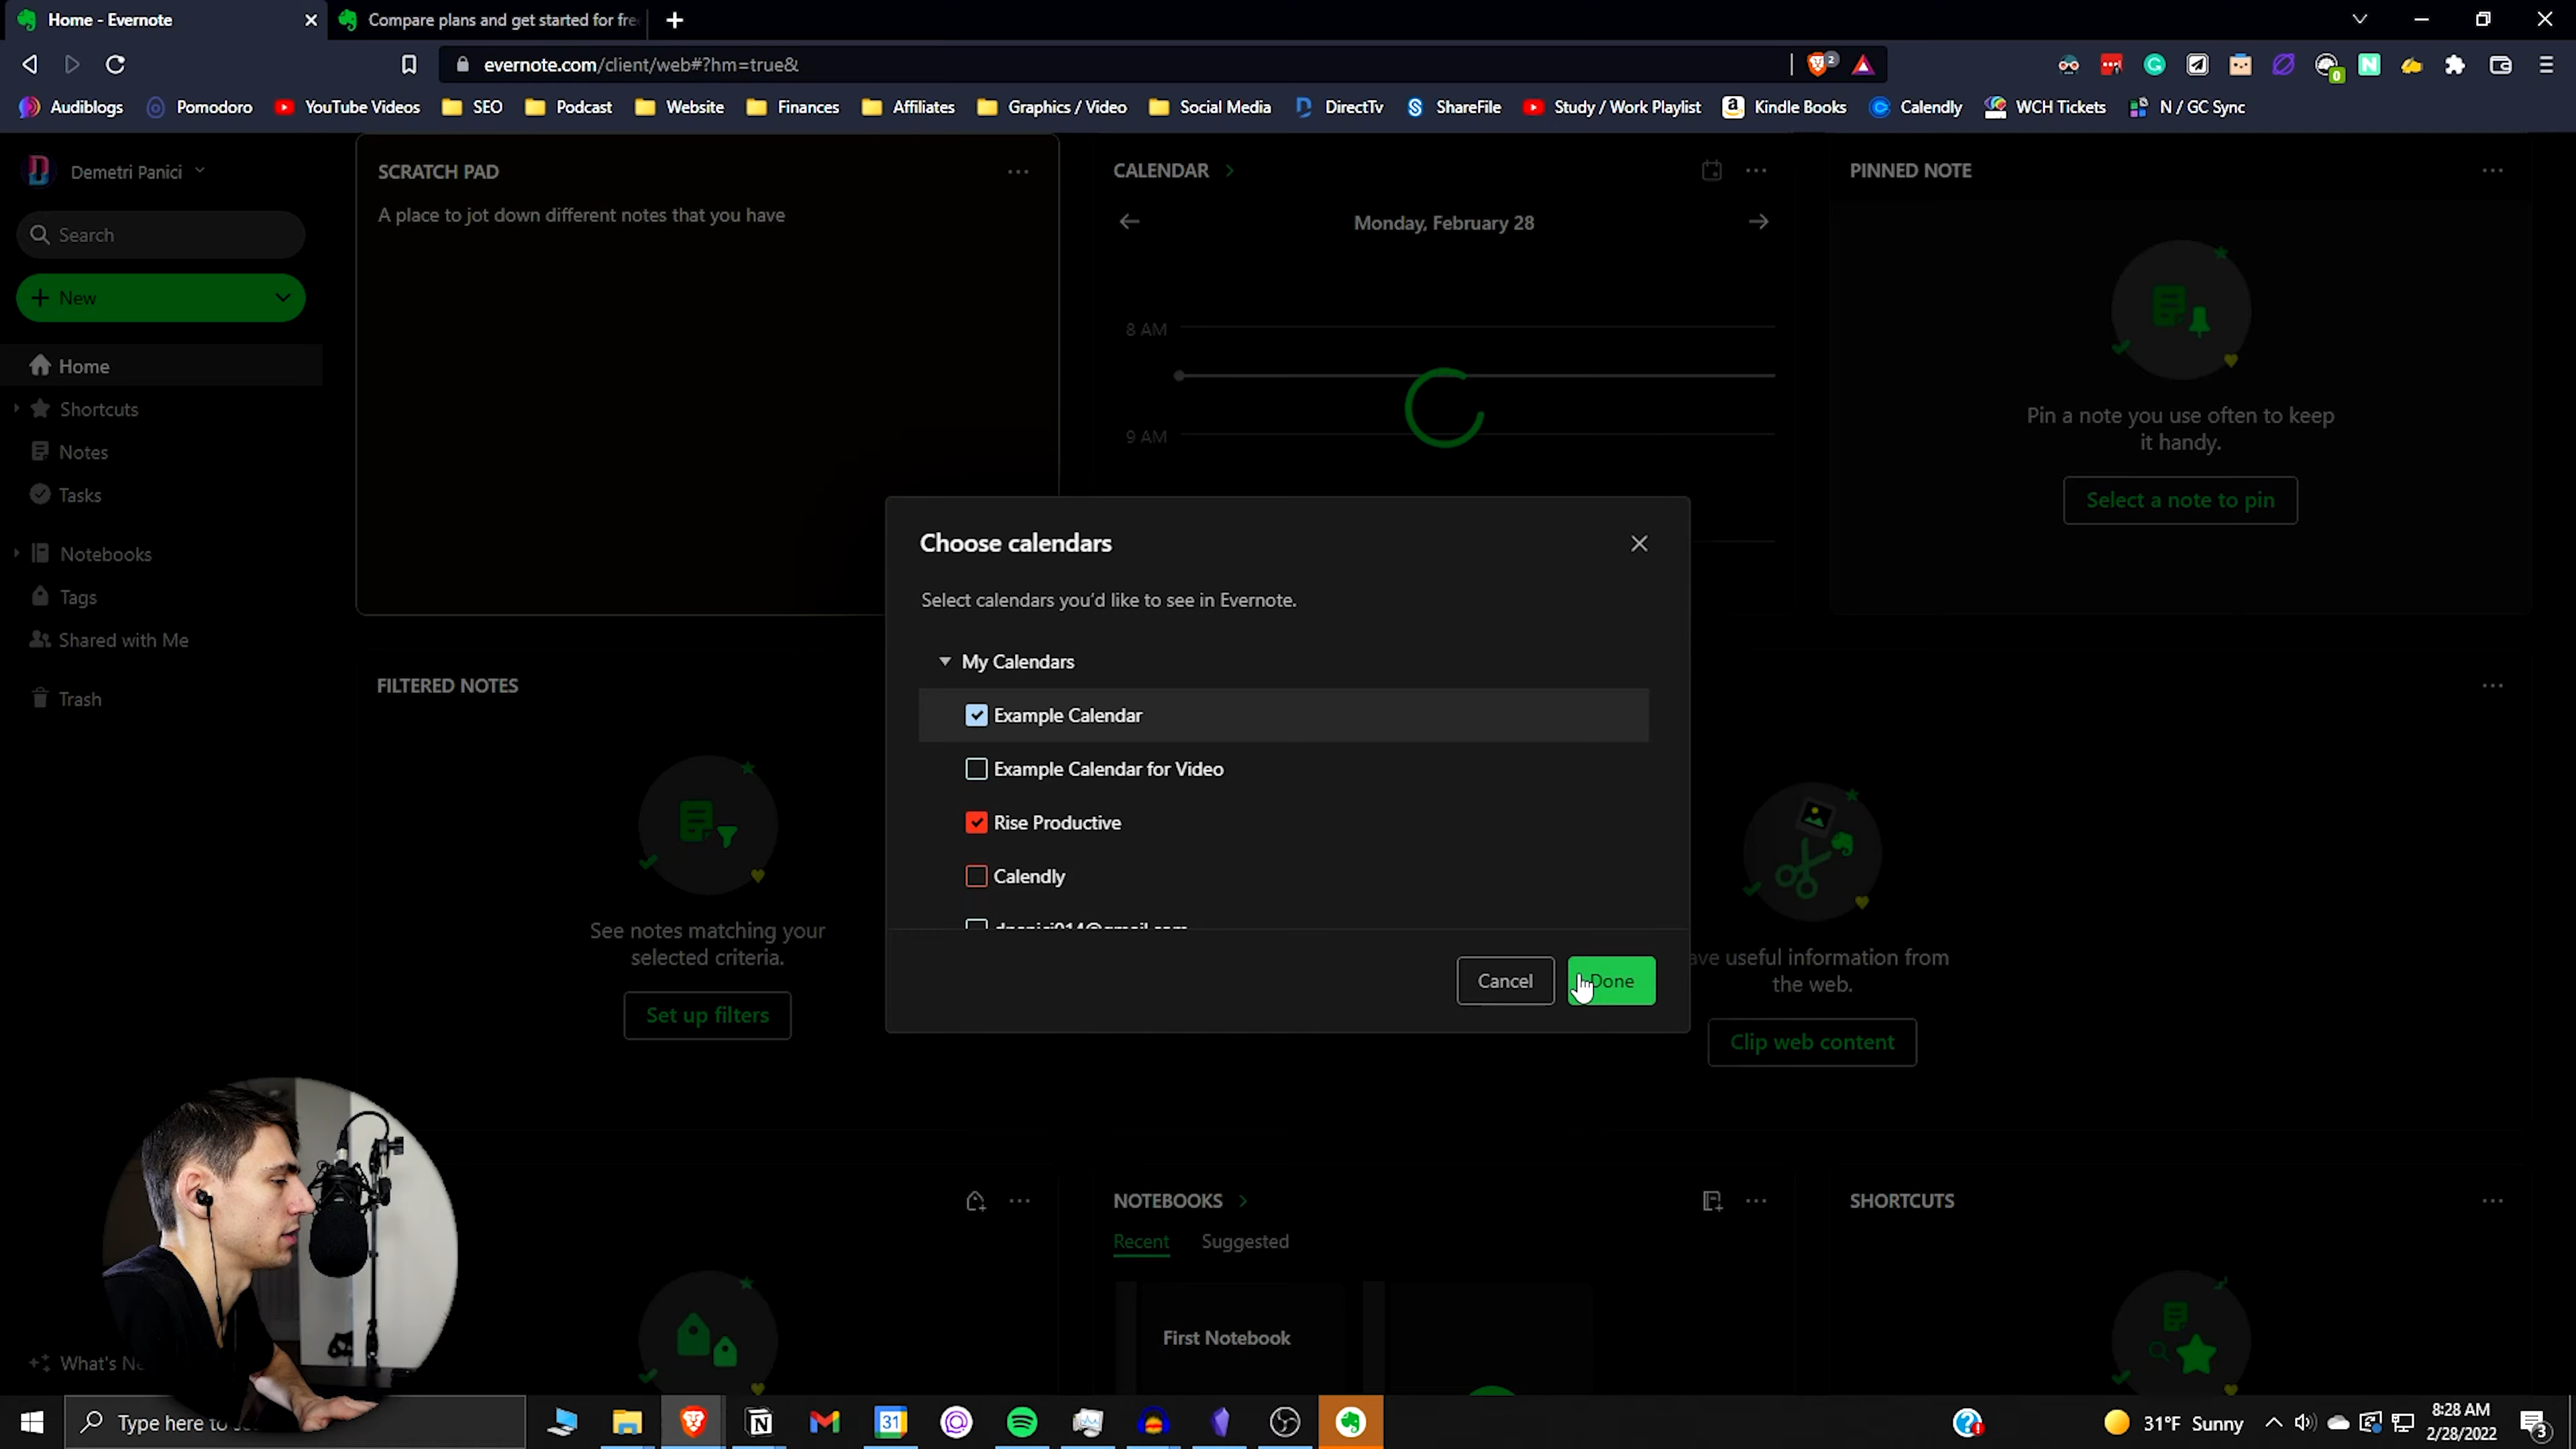 Home - Evernote
Compare plans and get started for free
evernote.com/client/web#?hm=true&
2
0
Audiblogs
Pomodoro
YouTube Videos
SEO
Podcast
Website
Finances
Affiliates
Graphics / Video
Social Media
DirectTv
ShareFile
Study / Work Playlist
Kindle Books
Calendly
WCH Tickets
N / GC Sync
Demetri Panici
Search
New
Home
Shortcuts
Notes
Tasks
Notebooks
Tags
Shared with Me
Trash
SCRATCH PAD
A place to jot down different notes that you have
CALENDAR
Monday, February 28
8 AM
9 AM
PINNED NOTE
Pin a note you use often to keep
it handy.
Select a note to pin
Choose calendars
Select calendars you'd like to see in Evernote.
My Calendars
Example Calendar
Example Calendar for Video
Rise Productive
Calendly
Cancel
Done
FILTERED NOTES
See notes matching your
selected criteria.
Set up filters
useful information from
the web.
Clip web content
NOTEBOOKS
Recent
Suggested
First Notebook
SHORTCUTS
What's
Type here to
31
31°F Sunny
8:28 AM
2/28/2022
3